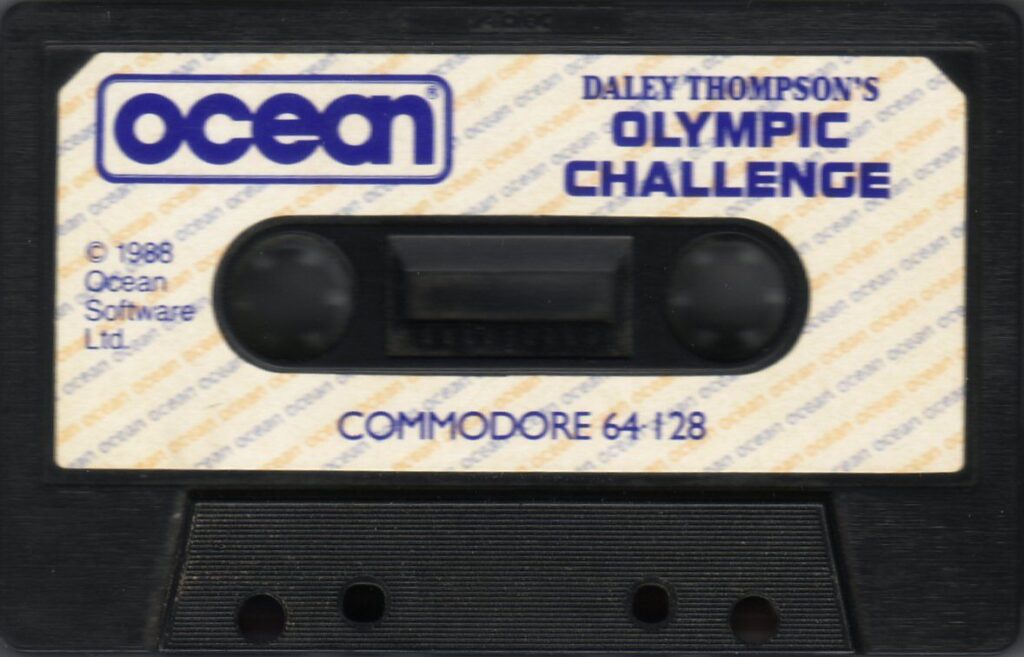 ocean®
DALEY THOMPSON'S
OLYMPIC
CHALLENGE
© 1988
Ocean
Software
Ltd.
COMMODORE 64-128